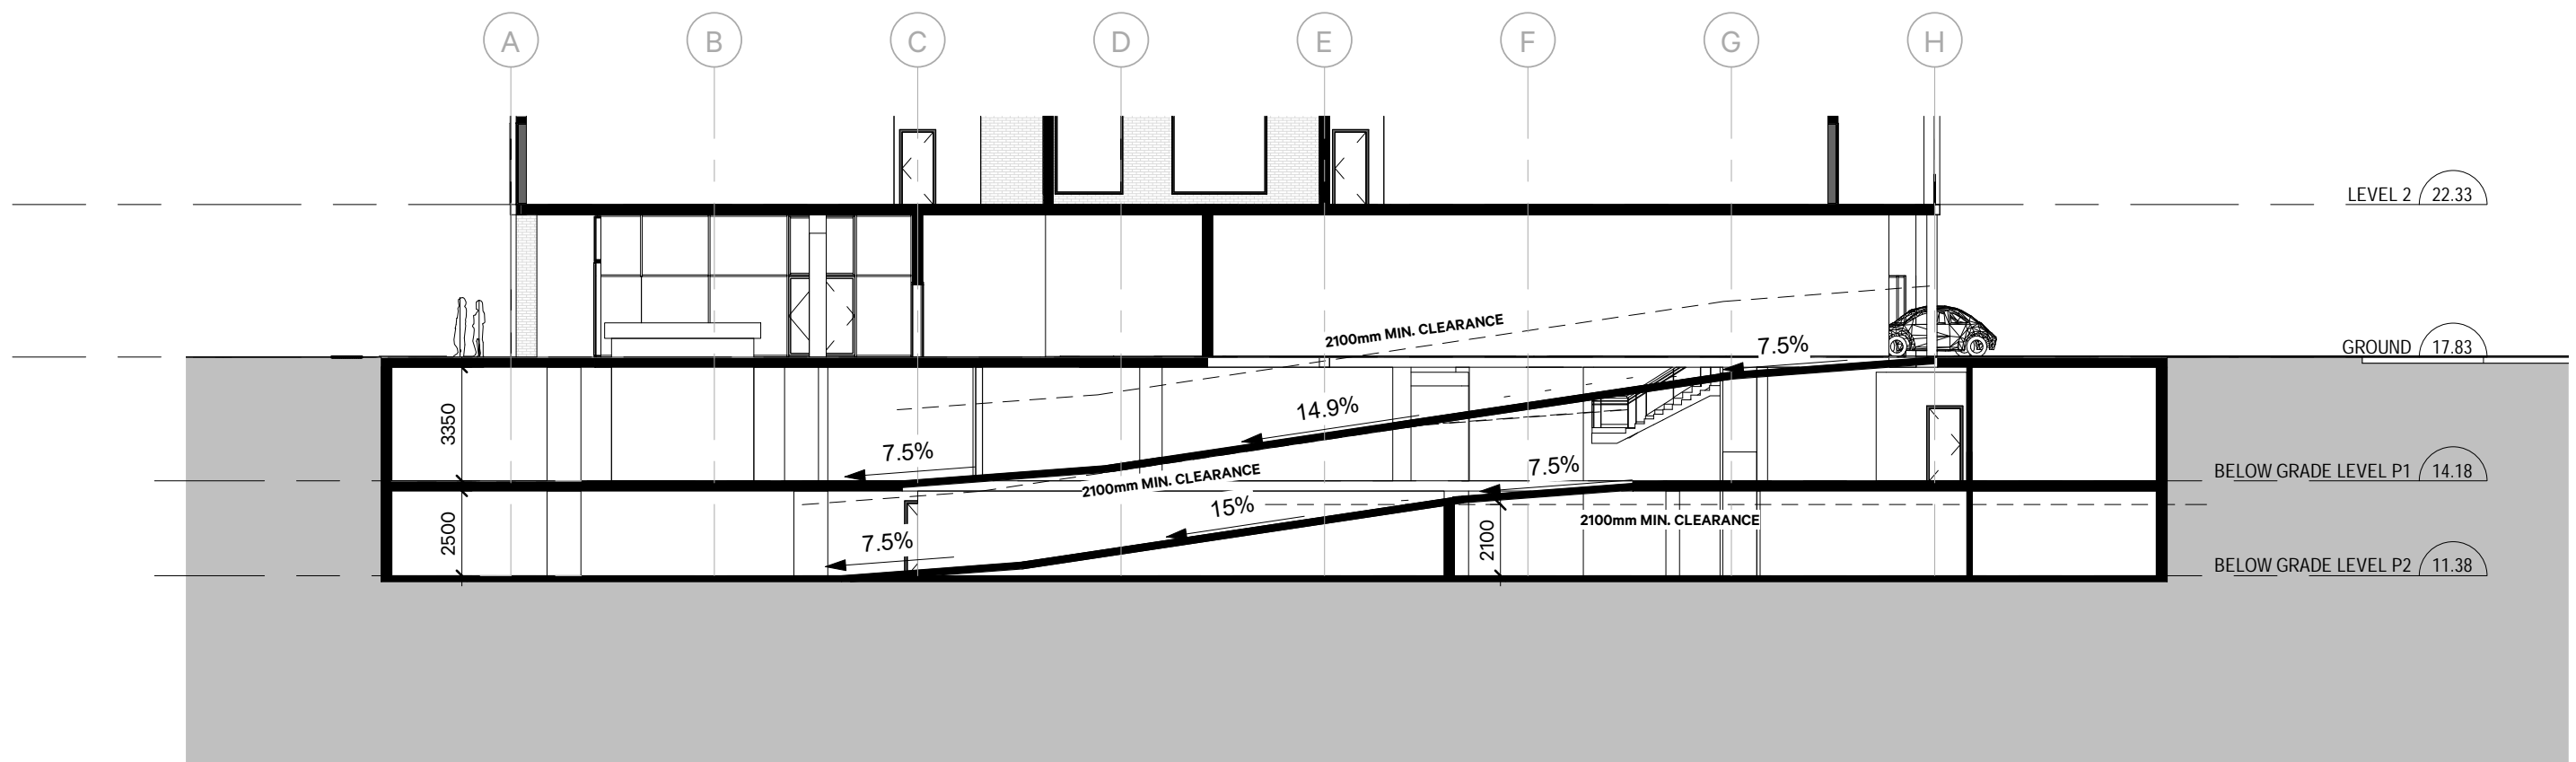 A B C D E F G H
LEVEL 2 22.33
2100mm MIN. CLEARANCE
7.5%
GROUND 17.83
3350
14.9%
7.5%
7.5%
BELOW GRADE LEVEL P1 14.18
2100mm MIN. CLEARANCE
15%
2100mm MIN. CLEARANCE
2500
7.5%
2100
BELOW GRADE LEVEL P2 11.38